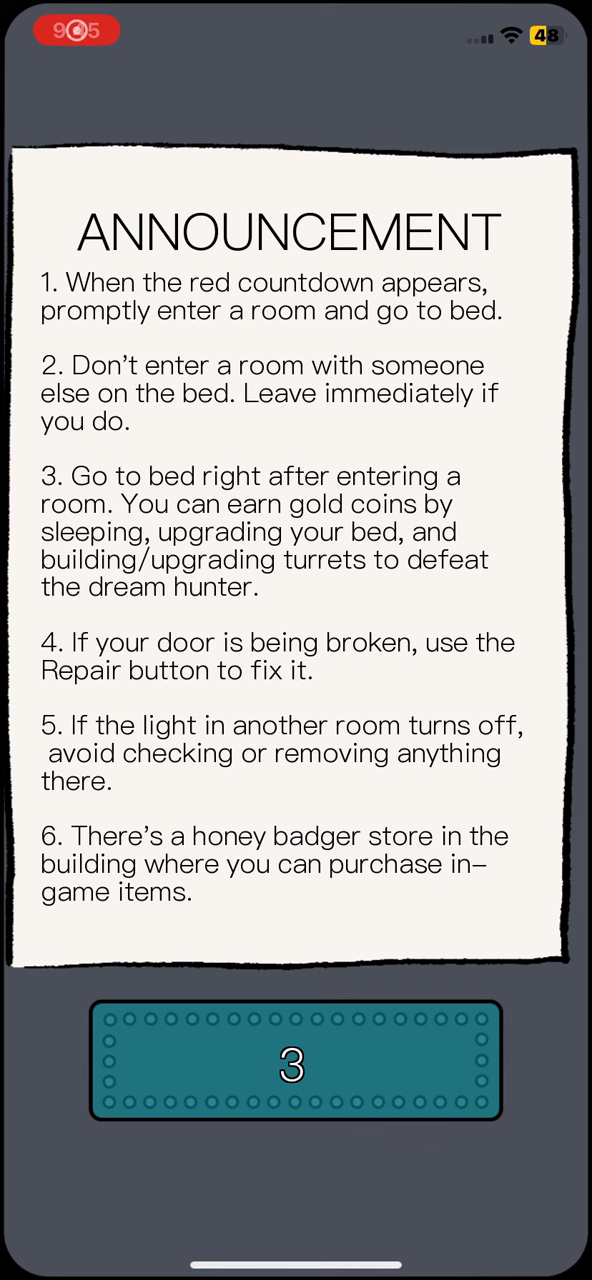 48
ANNOUNCEMENT
1. When the red countdown appears,
promptly enter a room and go to bed.
2. Don’t enter a room with someone
else on the bed. Leave immediately if
you do.
3. Go to bed right after entering a
room. You can earn gold coins by
sleeping, upgrading your bed, and
building/upgrading turrets to defeat
the dream hunter.
4. If your door is being broken, use the
Repair button to fix it.
5. If the light in another room turns off,
avoid checking or removing anything
there.
6. There’s a honey badger store in the
building where you can purchase in–
game items.
3